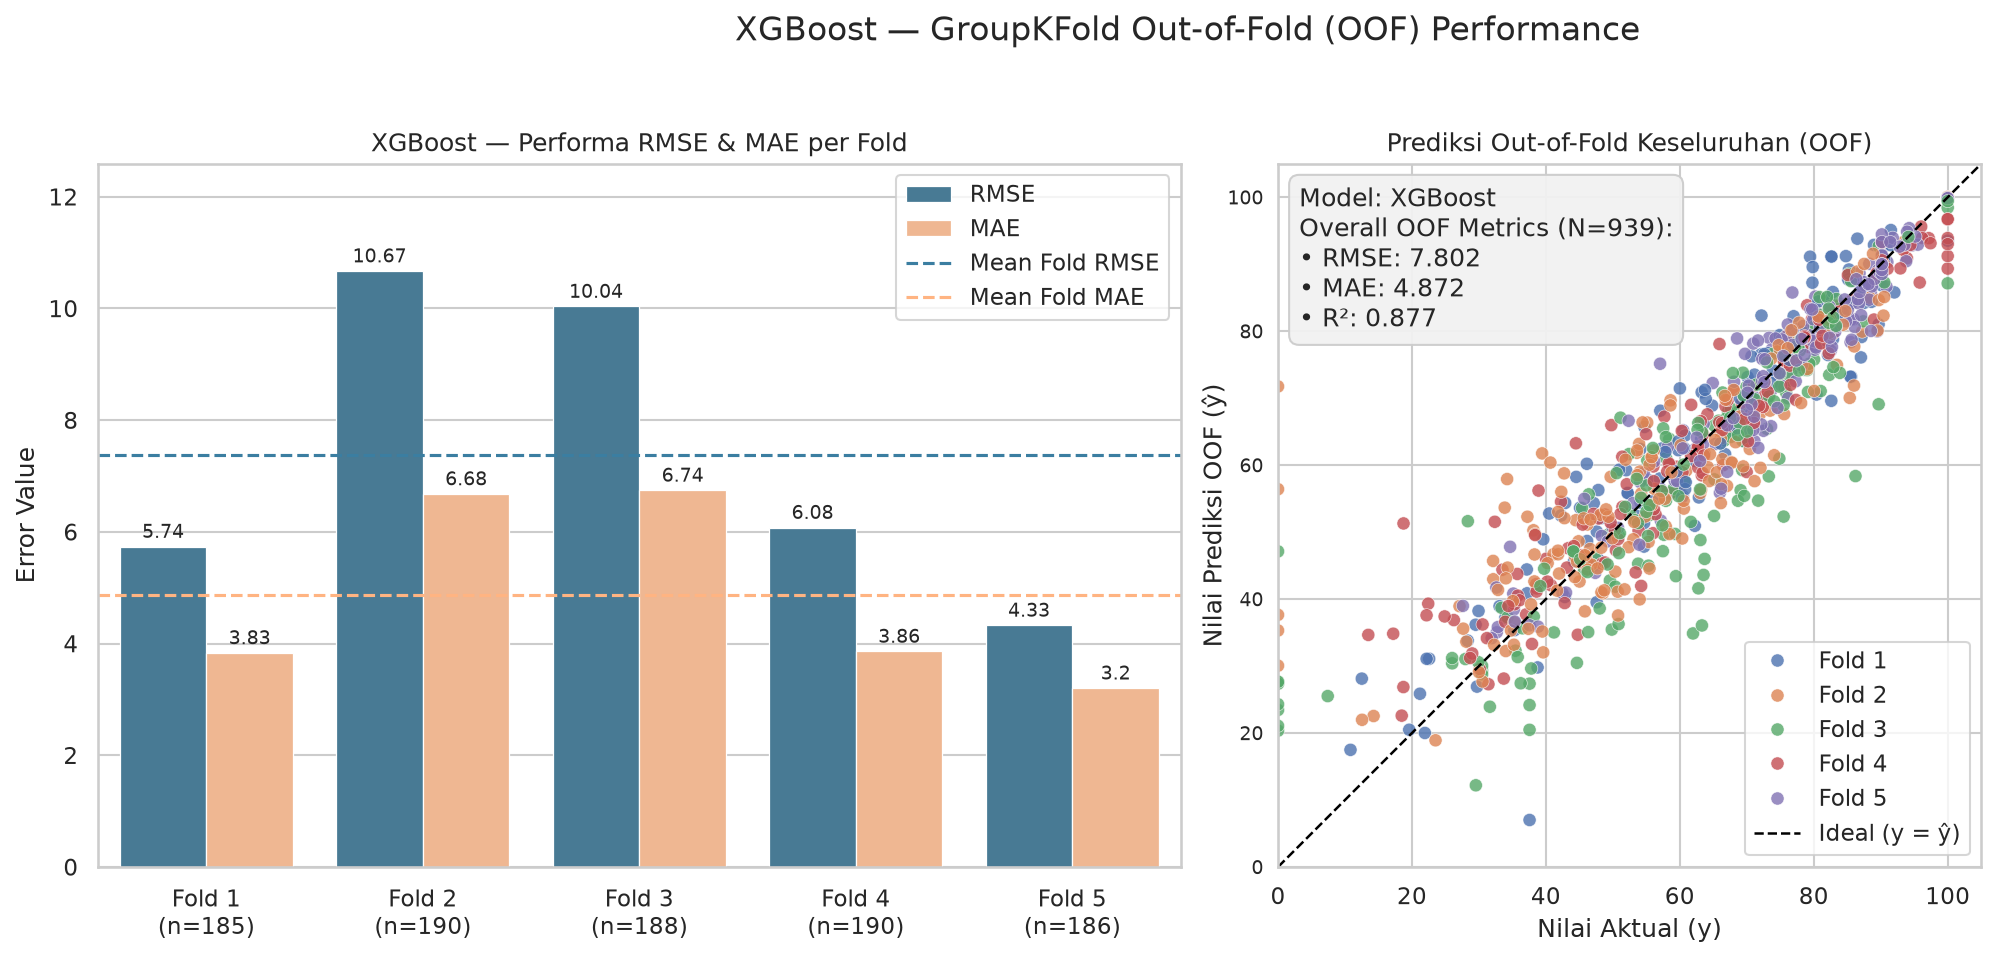 XGBoost — GroupKFold Out-of-Fold (OOF) Performance
XGBoost — Performa RMSE & MAE per Fold
Error Value
12
10
8
6
4
2
0
RMSE
MAE
Mean Fold RMSE
Mean Fold MAE
5.74
3.83
10.67
6.68
10.04
6.74
6.08
3.86
4.33
3.2
Fold 1
(n=185)
Fold 2
(n=190)
Fold 3
(n=188)
Fold 4
(n=190)
Fold 5
(n=186)
Prediksi Out-of-Fold Keseluruhan (OOF)
Nilai Prediksi OOF (ŷ)
100
80
60
40
20
0
Model: XGBoost
Overall OOF Metrics (N=939):
• RMSE: 7.802
• MAE: 4.872
• R²: 0.877
Fold 1
Fold 2
Fold 3
Fold 4
Fold 5
Ideal (y = ŷ)
0
20
40
60
80
100
Nilai Aktual (y)